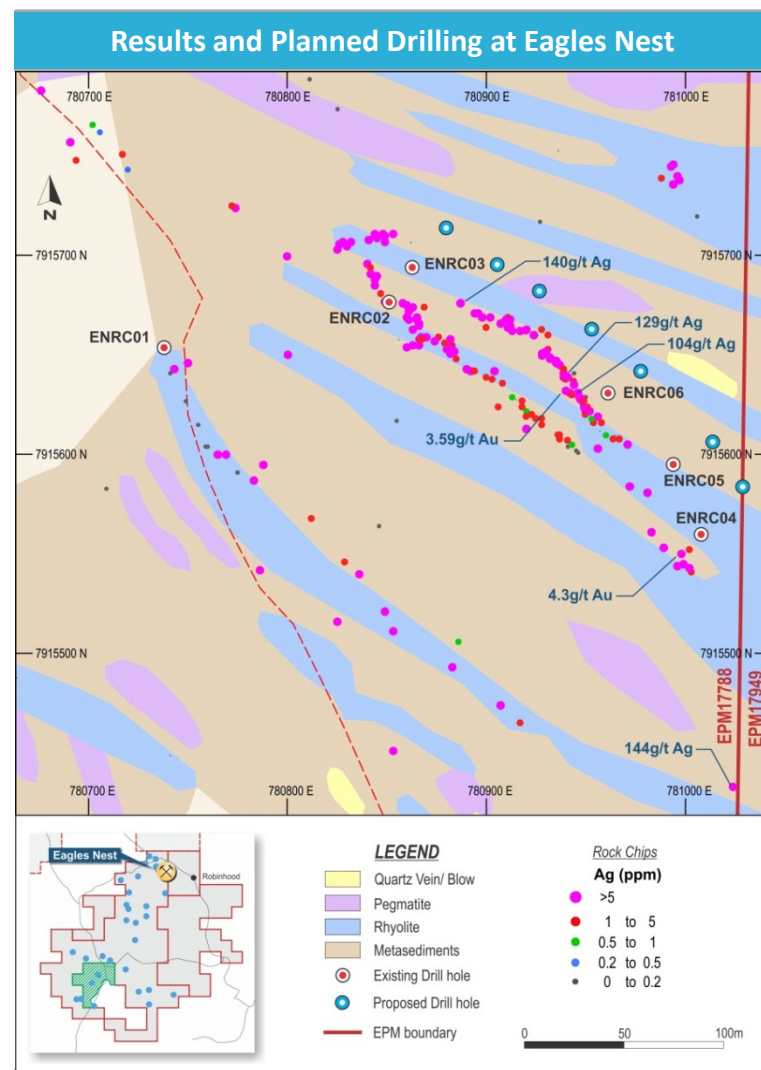 Results and Planned Drilling at Eagles Nest
780700 E
780800 E
780900 E
781000 E
N
7915700 N
7915700 N
ENRC03
140g/t Ag
ENRC02
129g/t Ag
ENRC01
104g/t Ag
ENRC06
3.59g/t Au
7915600 N
7915600 N
ENRC05
ENRC04
4.3g/t Au
7915500 N
7915500 N
EPM17788
EPM17949
144g/t Ag
780700 E
780800 E
780900 E
781000 E
Eagles Nest
Robinhood
LEGEND
Quartz Vein/ Blow
Pegmatite
Rhyolite
Metasediments
Existing Drill hole
Proposed Drill hole
EPM boundary
Rock Chips
Ag (ppm)
>5
1 to 5
0.5 to 1
0.2 to 0.5
0 to 0.2
0
50
100m